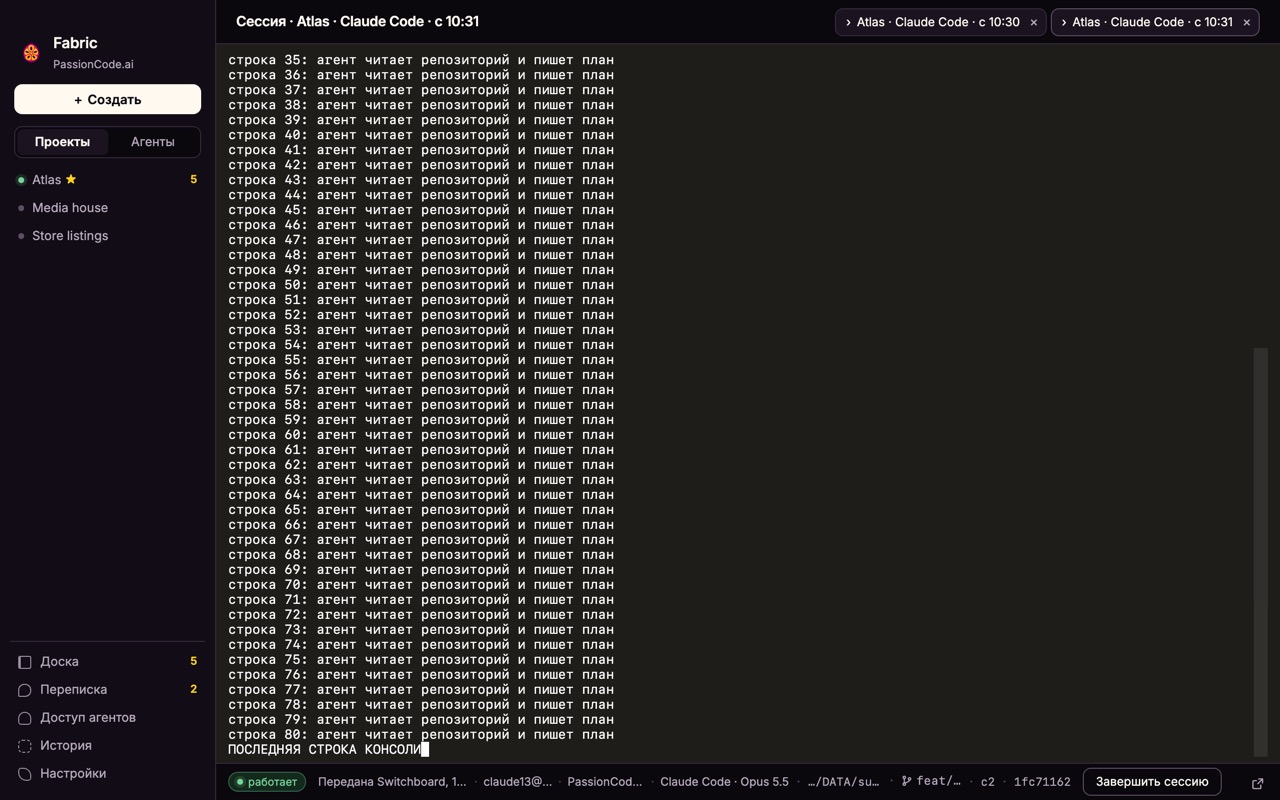 Fabric
PassionCode.ai
+ Создать
Проекты Агенты
Atlas 5
Media house
Store listings
Доска 5
Переписка 2
Доступ агентов
История
Настройки
Сессия · Atlas · Claude Code · с 10:31
› Atlas · Claude Code · с 10:30 × › Atlas · Claude Code · с 10:31 ×
строка 35: агент читает репозиторий и пишет план
строка 36: агент читает репозиторий и пишет план
строка 37: агент читает репозиторий и пишет план
строка 38: агент читает репозиторий и пишет план
строка 39: агент читает репозиторий и пишет план
строка 40: агент читает репозиторий и пишет план
строка 41: агент читает репозиторий и пишет план
строка 42: агент читает репозиторий и пишет план
строка 43: агент читает репозиторий и пишет план
строка 44: агент читает репозиторий и пишет план
строка 45: агент читает репозиторий и пишет план
строка 46: агент читает репозиторий и пишет план
строка 47: агент читает репозиторий и пишет план
строка 48: агент читает репозиторий и пишет план
строка 49: агент читает репозиторий и пишет план
строка 50: агент читает репозиторий и пишет план
строка 51: агент читает репозиторий и пишет план
строка 52: агент читает репозиторий и пишет план
строка 53: агент читает репозиторий и пишет план
строка 54: агент читает репозиторий и пишет план
строка 55: агент читает репозиторий и пишет план
строка 56: агент читает репозиторий и пишет план
строка 57: агент читает репозиторий и пишет план
строка 58: агент читает репозиторий и пишет план
строка 59: агент читает репозиторий и пишет план
строка 60: агент читает репозиторий и пишет план
строка 61: агент читает репозиторий и пишет план
строка 62: агент читает репозиторий и пишет план
строка 63: агент читает репозиторий и пишет план
строка 64: агент читает репозиторий и пишет план
строка 65: агент читает репозиторий и пишет план
строка 66: агент читает репозиторий и пишет план
строка 67: агент читает репозиторий и пишет план
строка 68: агент читает репозиторий и пишет план
строка 69: агент читает репозиторий и пишет план
строка 70: агент читает репозиторий и пишет план
строка 71: агент читает репозиторий и пишет план
строка 72: агент читает репозиторий и пишет план
строка 73: агент читает репозиторий и пишет план
строка 74: агент читает репозиторий и пишет план
строка 75: агент читает репозиторий и пишет план
строка 76: агент читает репозиторий и пишет план
строка 77: агент читает репозиторий и пишет план
строка 78: агент читает репозиторий и пишет план
строка 79: агент читает репозиторий и пишет план
строка 80: агент читает репозиторий и пишет план
ПОСЛЕДНЯЯ СТРОКА КОНСОЛИ
работает Передана Switchboard, 1... · claude13@... · PassionCod... · Claude Code · Opus 5.5 · …/DATA/su… · feat/… · c2 · 1fc71162 Завершить сессию